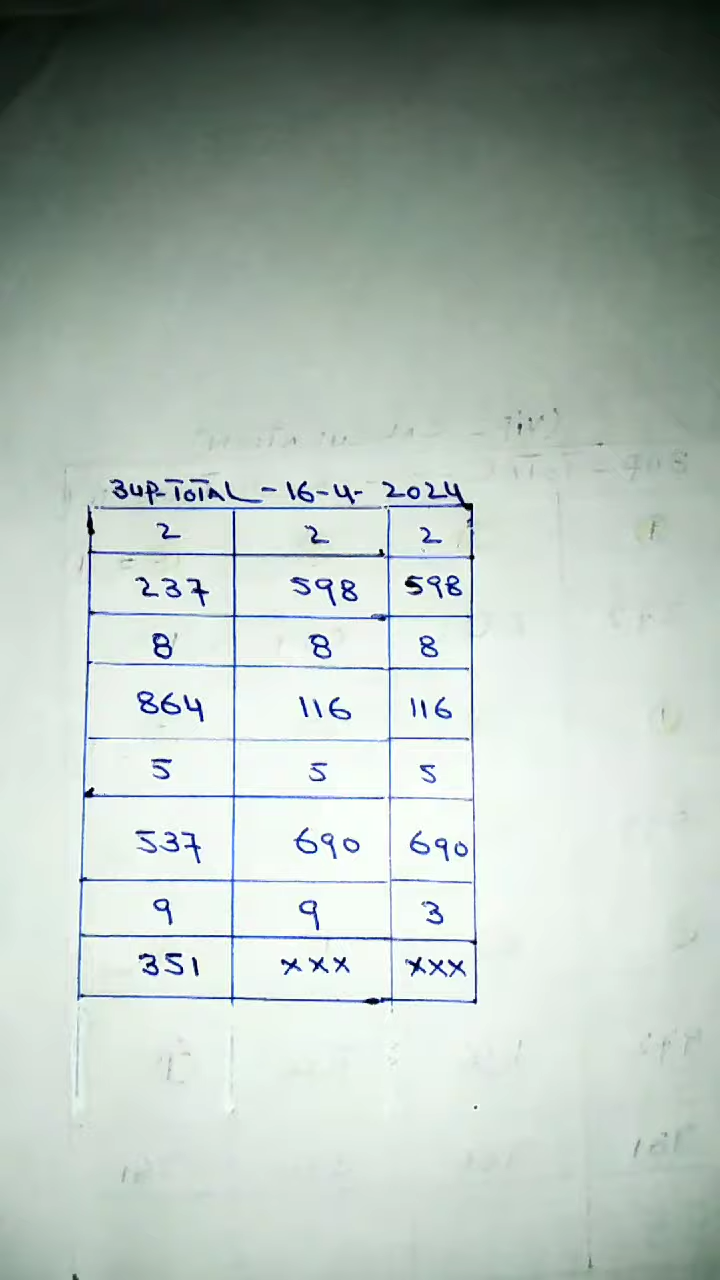 3UP-TOTAL-16-4-2024
2 2 2
237 598 598
8 8 8
864 116 116
5 5 5
537 690 690
9 9 3
351 xxx xxx